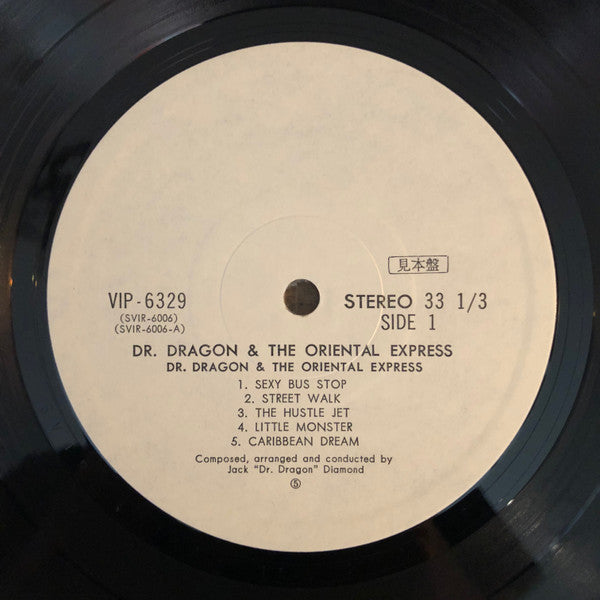 見本盤
VIP-6329
(SVIR-6006)
(SVIR-6006-A)
STEREO 33 1/3
SIDE 1
DR. DRAGON & THE ORIENTAL EXPRESS
DR. DRAGON & THE ORIENTAL EXPRESS
1. SEXY BUS STOP
2. STREET WALK
3. THE HUSTLE JET
4. LITTLE MONSTER
5. CARIBBEAN DREAM
Composed, arranged and conducted by
Jack "Dr. Dragon" Diamond
⑤